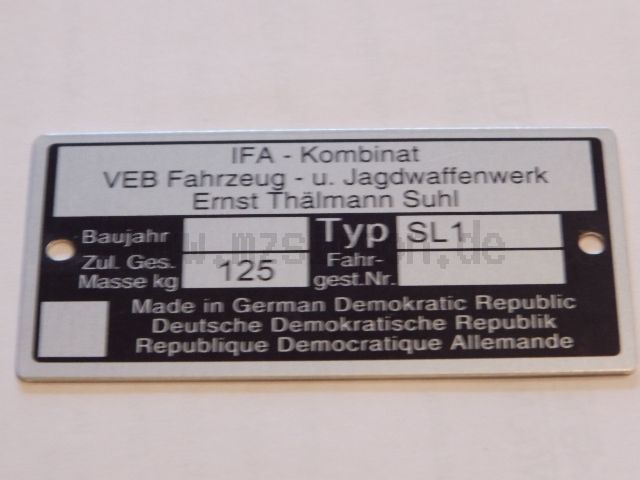 IFA - Kombinat
VEB Fahrzeug - u. Jagdwaffenwerk
Ernst Thälmann Suhl
Baujahr Typ SL1
Zul. Ges. Masse kg 125 Fahr-gest.Nr.
Made in German Demokratic Republic
Deutsche Demokratische Republik
Republique Democratique Allemande